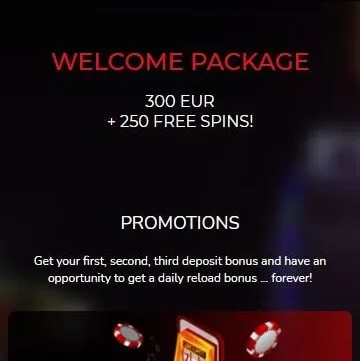 WELCOME PACKAGE
300 EUR
+ 250 FREE SPINS!
PROMOTIONS
Get your first, second, third deposit bonus and have an
opportunity to get a daily reload bonus ... forever!